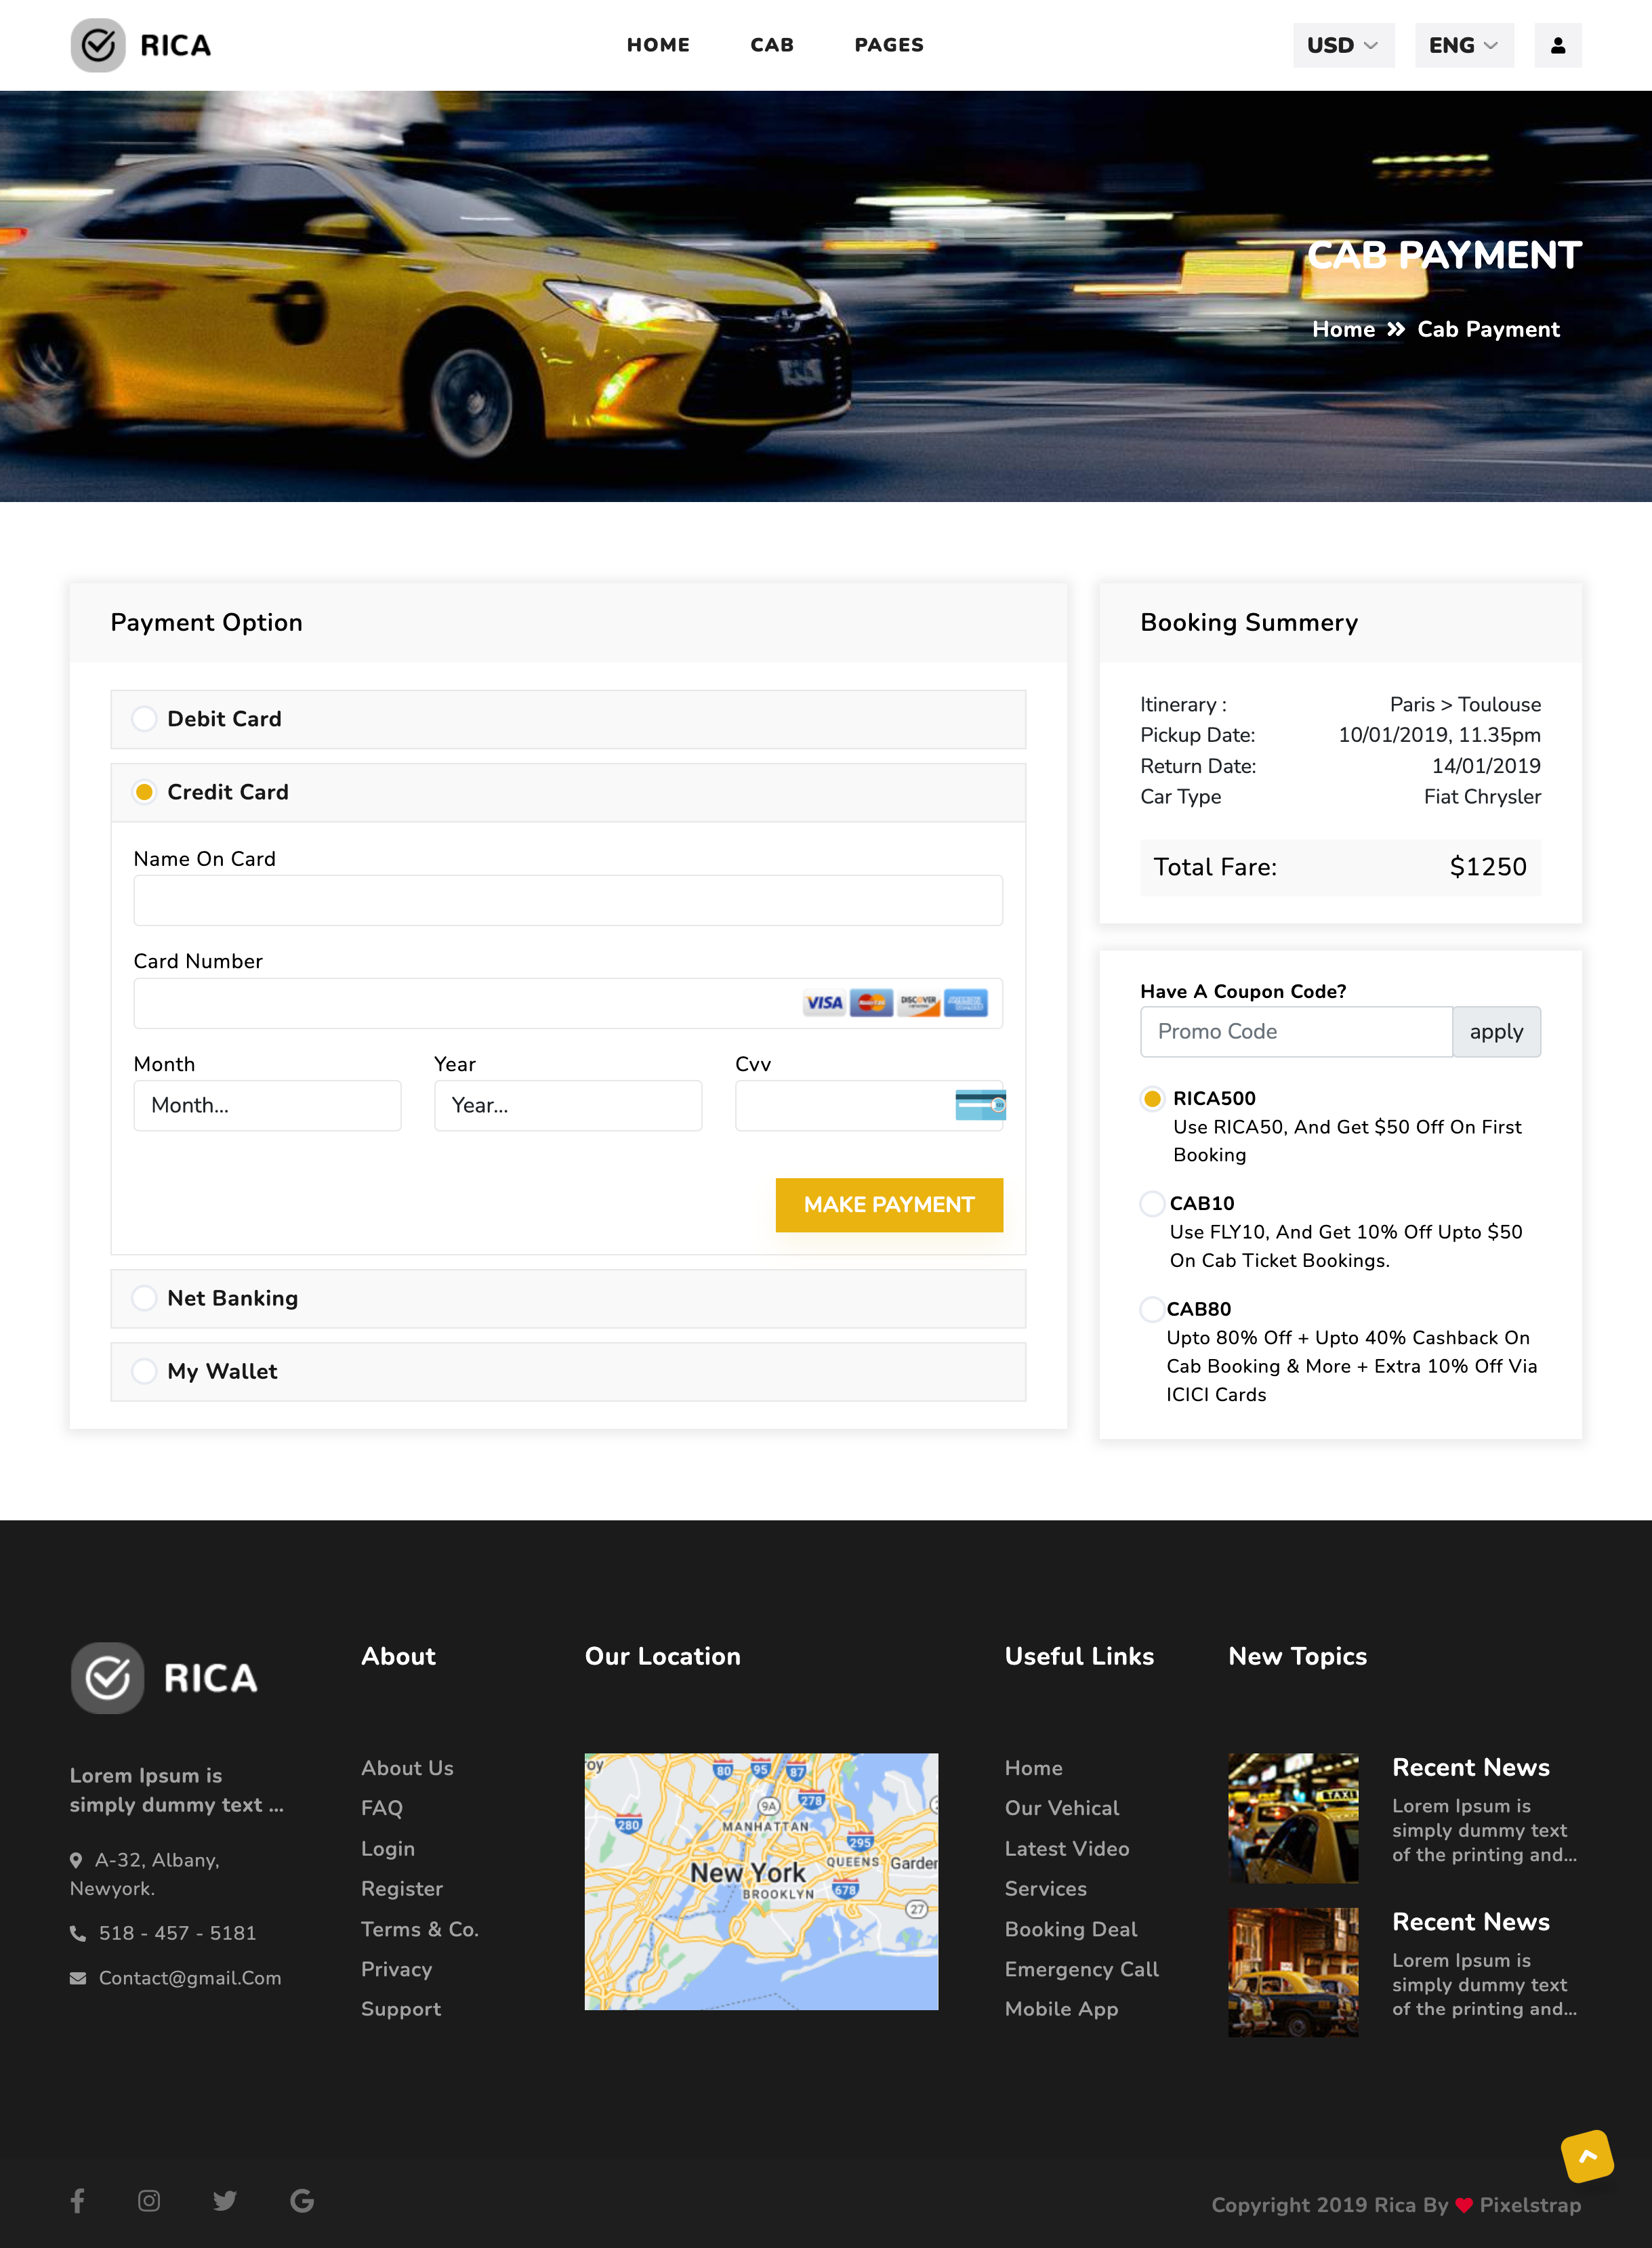 RICA
HOME CAB PAGES
USD ENG
CAB PAYMENT
Home Cab Payment
Payment Option
Debit Card
Credit Card
Name On Card
Card Number
VISA DISCOVER
Month Year Cvv
Month... Year...
MAKE PAYMENT
Net Banking
My Wallet
Booking Summery
Itinerary : Paris > Toulouse
Pickup Date: 10/01/2019, 11.35pm
Return Date: 14/01/2019
Car Type Fiat Chrysler
Total Fare: $1250
Have A Coupon Code?
Promo Code apply
RICA500
Use RICA50, And Get $50 Off On First
Booking
CAB10
Use FLY10, And Get 10% Off Upto $50
On Cab Ticket Bookings.
CAB80
Upto 80% Off + Upto 40% Cashback On
Cab Booking & More + Extra 10% Off Via
ICICI Cards
RICA
Lorem Ipsum is
simply dummy text ...
A-32, Albany,
Newyork.
518 - 457 - 5181
Contact@gmail.Com
About
About Us
FAQ
Login
Register
Terms & Co.
Privacy
Support
Our Location
oy
80 95 87
278
9A
280
MANHATTAN
295
QUEENS Garden
New York
BROOKLYN
678
27
Useful Links
Home
Our Vehical
Latest Video
Services
Booking Deal
Emergency Call
Mobile App
New Topics
TAXI
Recent News
Lorem Ipsum is
simply dummy text
of the printing and...
Recent News
Lorem Ipsum is
simply dummy text
of the printing and...
Copyright 2019 Rica By Pixelstrap